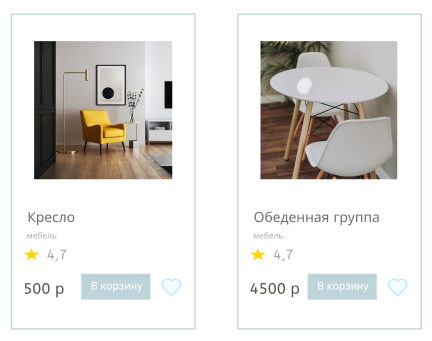 Кресло
мебель
4,7
500 р
В корзину
Обеденная группа
мебель
4,7
4500 р
В корзину